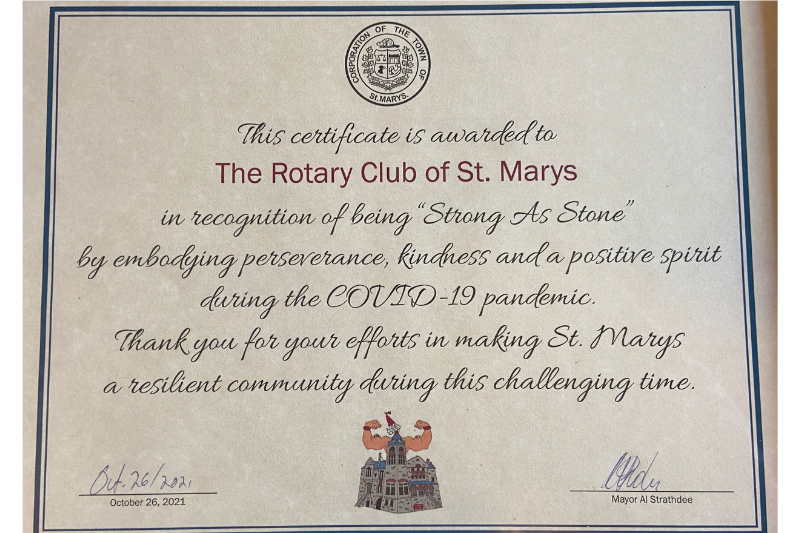 CORPORATION OF THE TOWN OF
St. MARYS.
This certificate is awarded to
The Rotary Club of St. Marys
in recognition of being “Strong As Stone”
by embodying perseverance, kindness and a positive spirit
during the COVID-19 pandemic.
Thank you for your efforts in making St. Marys
a resilient community during this challenging time.
Oct. 26/2021
October 26, 2021
Mayor Al Strathdee